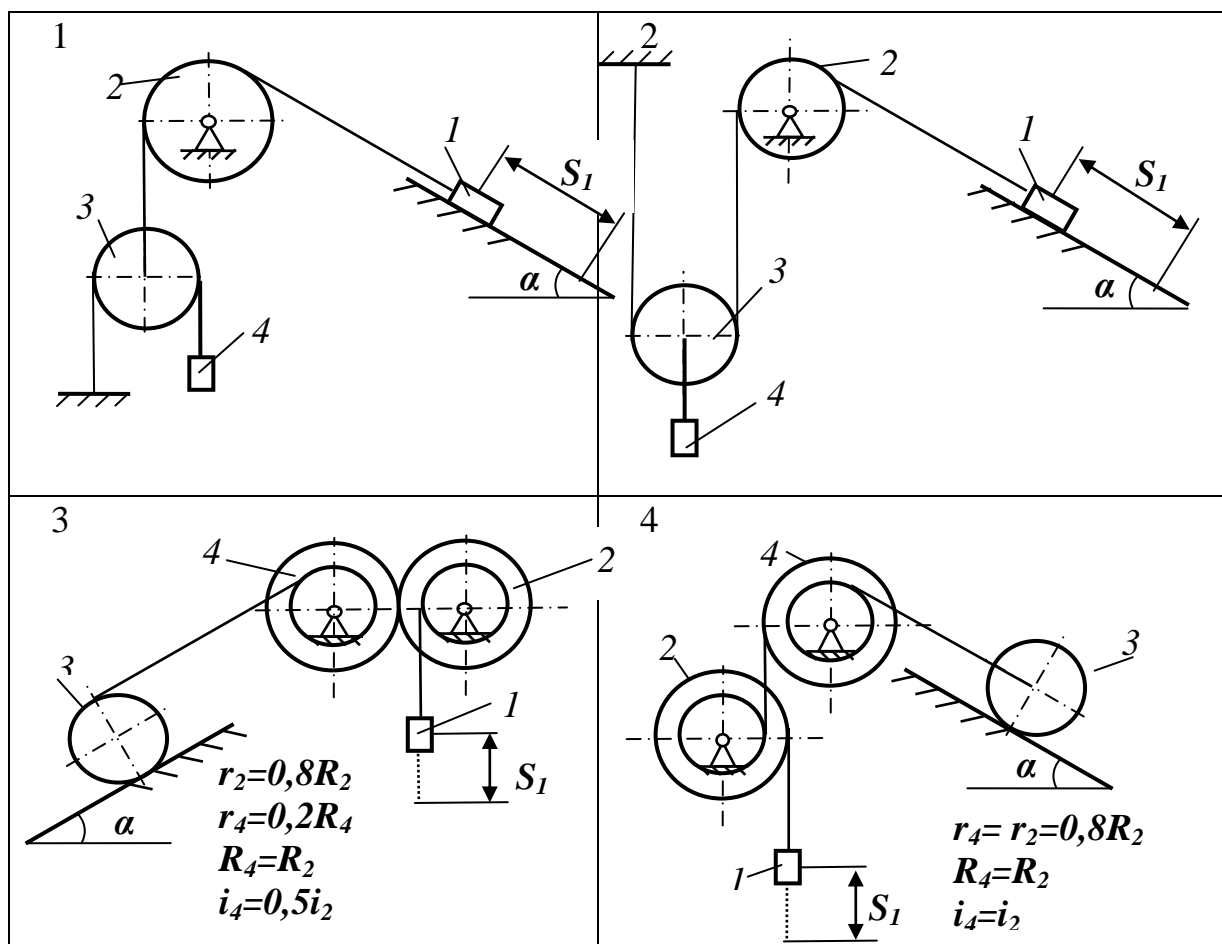 1
2
1
S₁
3
α
4
2
2
1
S₁
3
α
4
3
4
2
3
1
r₂=0,8R₂
S₁
r₄=0,2R₄
α
R₄=R₂
i₄=0,5i₂
4
4
2
3
α
r₄= r₂=0,8R₂
1
R₄=R₂
S₁
i₄=i₂